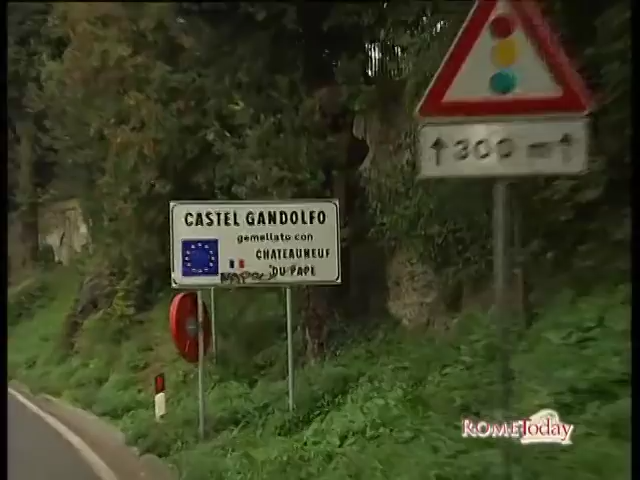 CASTEL GANDOLFO
gemellato con
CHATEAUNEUF
DU PAPE
300 m
ROMEToday